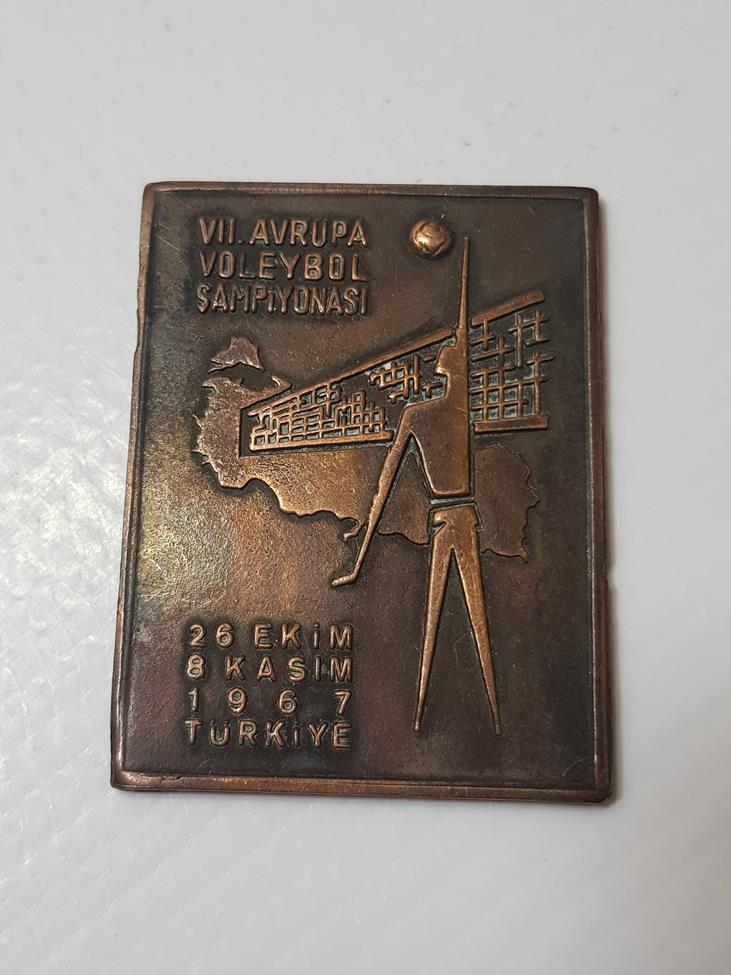 VII. AVRUPA
VOLEYBOL
ŞAMPİYONASI
26 EKİM
8 KASIM
1967
TÜRKİYE